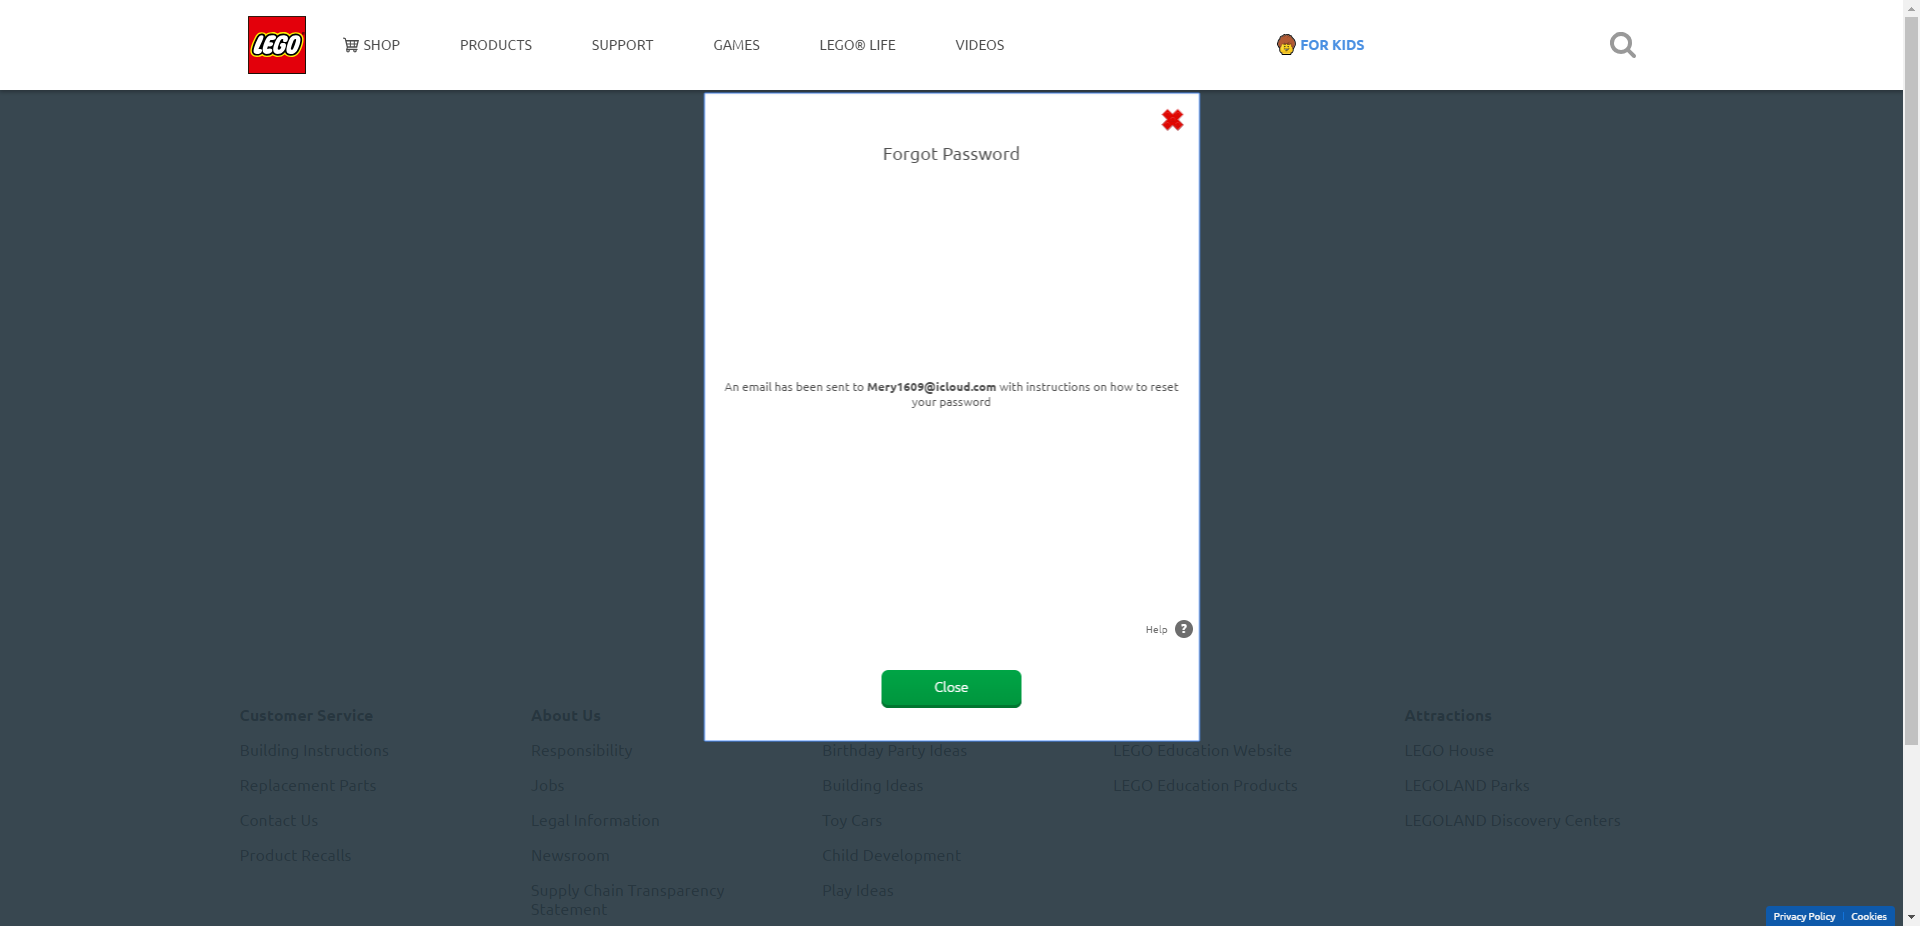 LEGO
SHOP
PRODUCTS
SUPPORT
GAMES
LEGO® LIFE
VIDEOS
FOR KIDS
Forgot Password
An email has been sent to Mery1609@icloud.com with instructions on how to reset
your password
Help ?
Close
Customer Service
Building Instructions
Replacement Parts
Contact Us
Product Recalls
About Us
Responsibility
Jobs
Legal Information
Newsroom
Supply Chain Transparency
Statement
Birthday Party Ideas
Building Ideas
Toy Cars
Child Development
Play Ideas
LEGO Education Website
LEGO Education Products
Attractions
LEGO House
LEGOLAND Parks
LEGOLAND Discovery Centers
Privacy Policy
Cookies